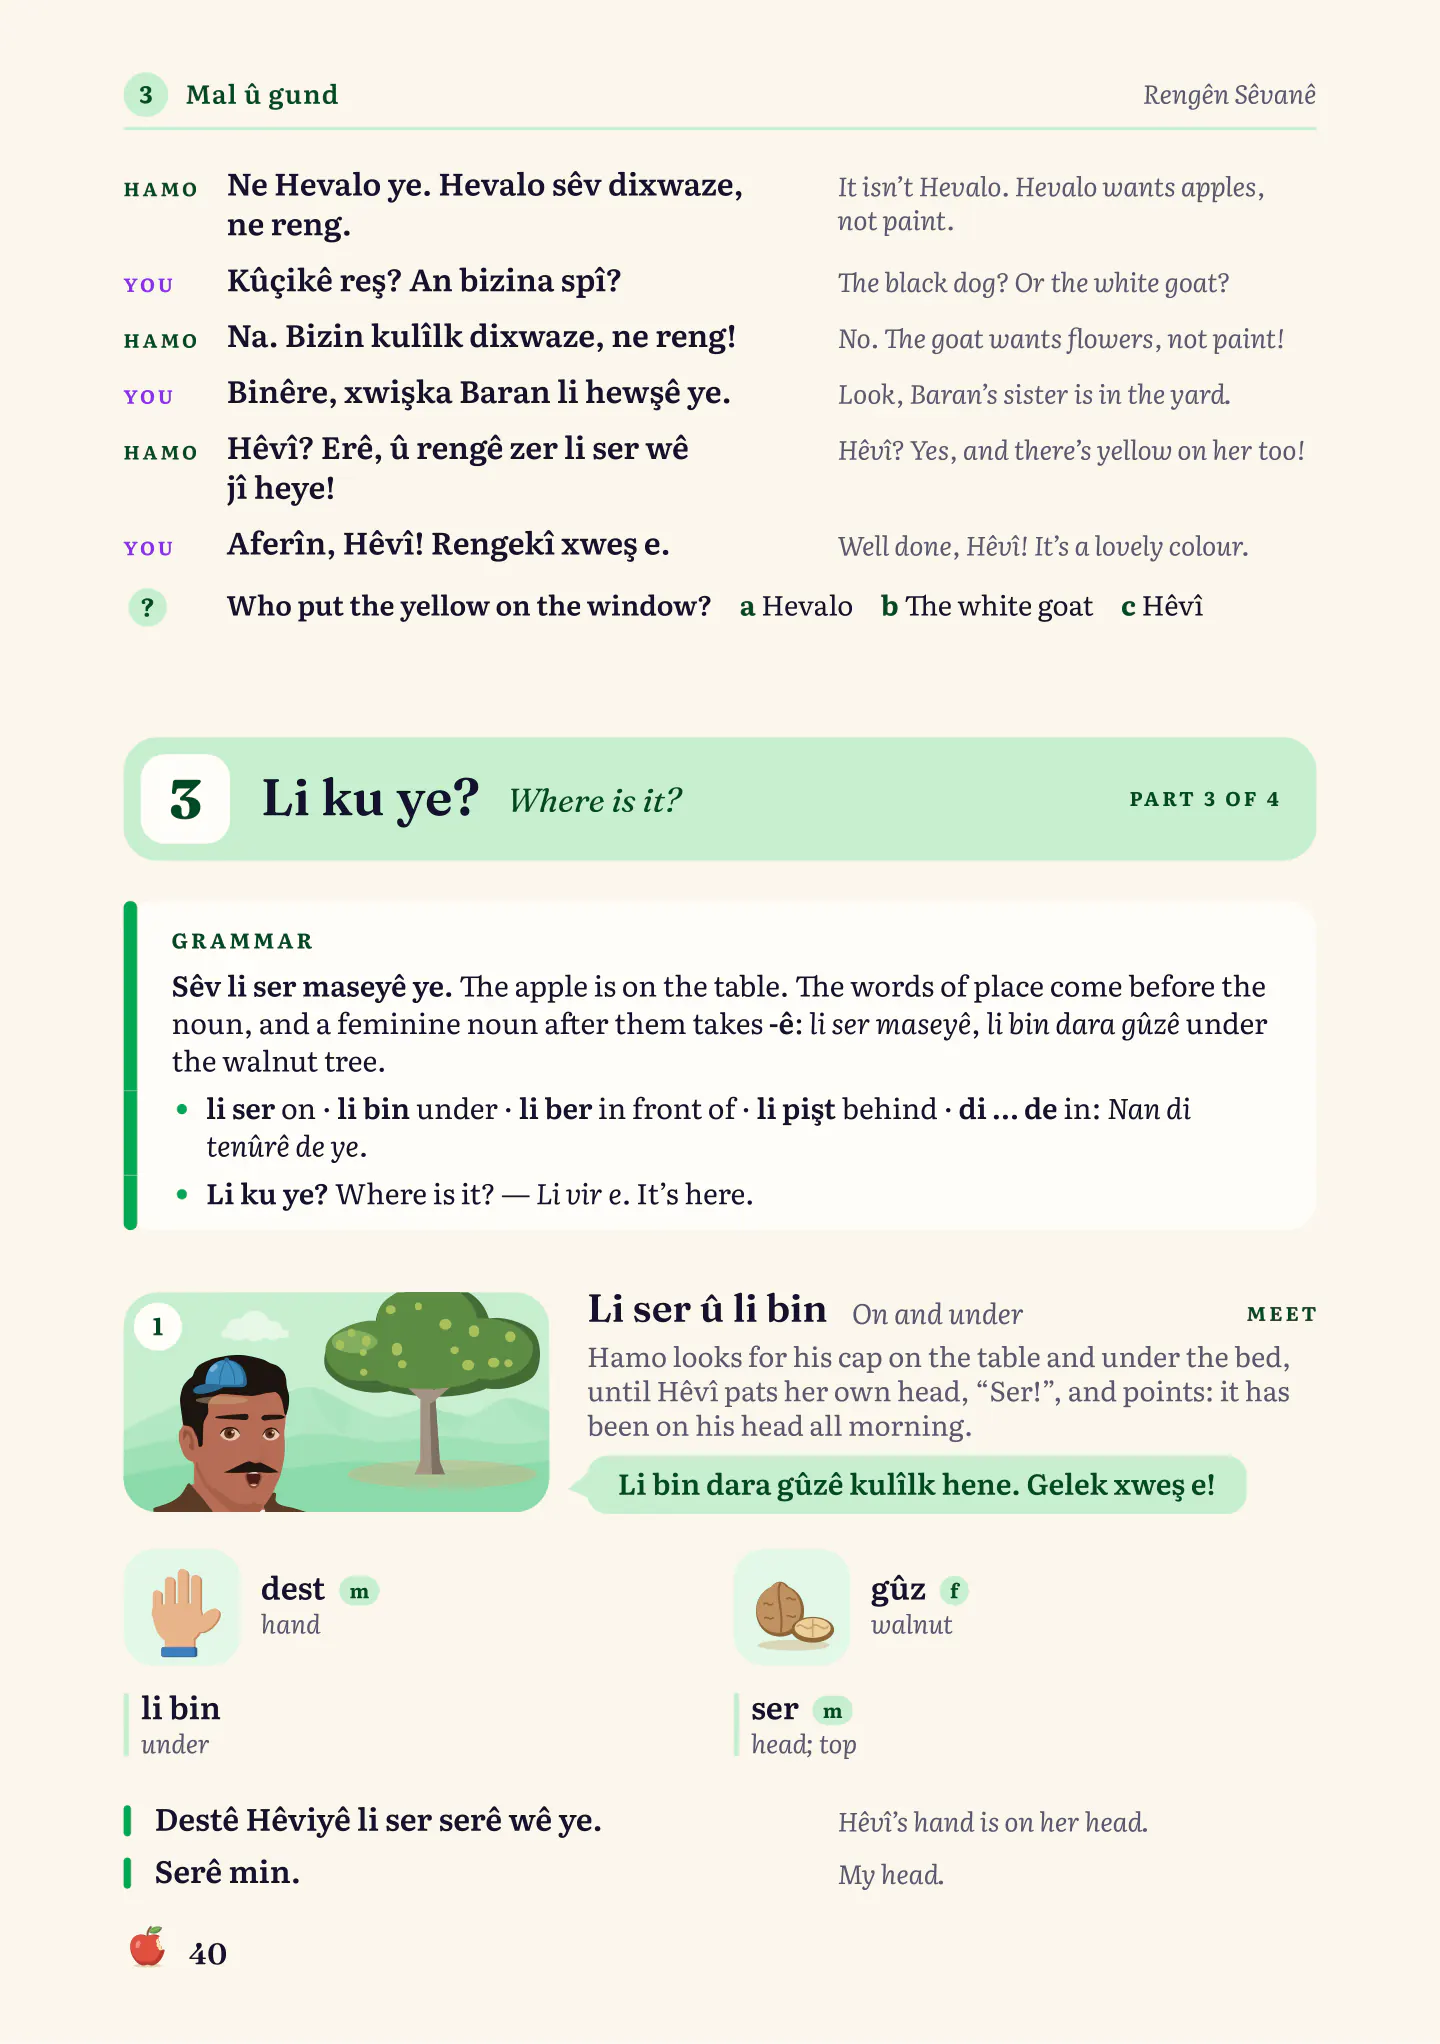 3 Mal û gund
Rengên Sêvanê
HAMO Ne Hevalo ye. Hevalo sêv dixwaze, It isn’t Hevalo. Hevalo wants apples,
ne reng. not paint.
YOU Kûçikê reş? An bizina spî? The black dog? Or the white goat?
HAMO Na. Bizin kulîlk dixwaze, ne reng! No. The goat wants flowers, not paint!
YOU Binêre, xwişka Baran li hewşê ye. Look, Baran’s sister is in the yard.
HAMO Hêvî? Erê, û rengê zer li ser wê Hêvî? Yes, and there’s yellow on her too!
jî heye!
YOU Aferîn, Hêvî! Rengekî xweş e. Well done, Hêvî! It’s a lovely colour.
? Who put the yellow on the window? a Hevalo b The white goat c Hêvî
3 Li ku ye? Where is it? PART 3 OF 4
GRAMMAR
Sêv li ser maseyê ye. The apple is on the table. The words of place come before the
noun, and a feminine noun after them takes -ê: li ser maseyê, li bin dara gûzê under
the walnut tree.
• li ser on · li bin under · li ber in front of · li pişt behind · di … de in: Nan di
tenûrê de ye.
• Li ku ye? Where is it? — Li vir e. It’s here.
1
Li ser û li bin On and under MEET
Hamo looks for his cap on the table and under the bed,
until Hêvî pats her own head, “Ser!”, and points: it has
been on his head all morning.
Li bin dara gûzê kulîlk hene. Gelek xweş e!
dest m
hand
gûz f
walnut
li bin
under
ser m
head; top
Destê Hêviyê li ser serê wê ye. Hêvî’s hand is on her head.
Serê min. My head.
40